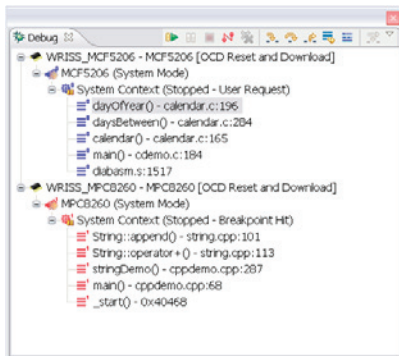 Debug
WRISS_MCF5206 - MCF5206 [OCD Reset and Download]
MCF5206 (System Mode)
System Context (Stopped - User Request)
dayOfYear() - calendar.c:196
daysBetween() - calendar.c:284
calendar() - calendar.c:165
main() - cdemo.c:184
diabasm.s:1517
WRISS_MPC8260 - MPC8260 [OCD Reset and Download]
MPC8260 (System Mode)
System Context (Stopped - Breakpoint Hit)
String::append() - string.cpp:101
String::operator+() - string.cpp:113
stringDemo() - cppdemo.cpp:287
main() - cppdemo.cpp:68
_start() - 0x40468